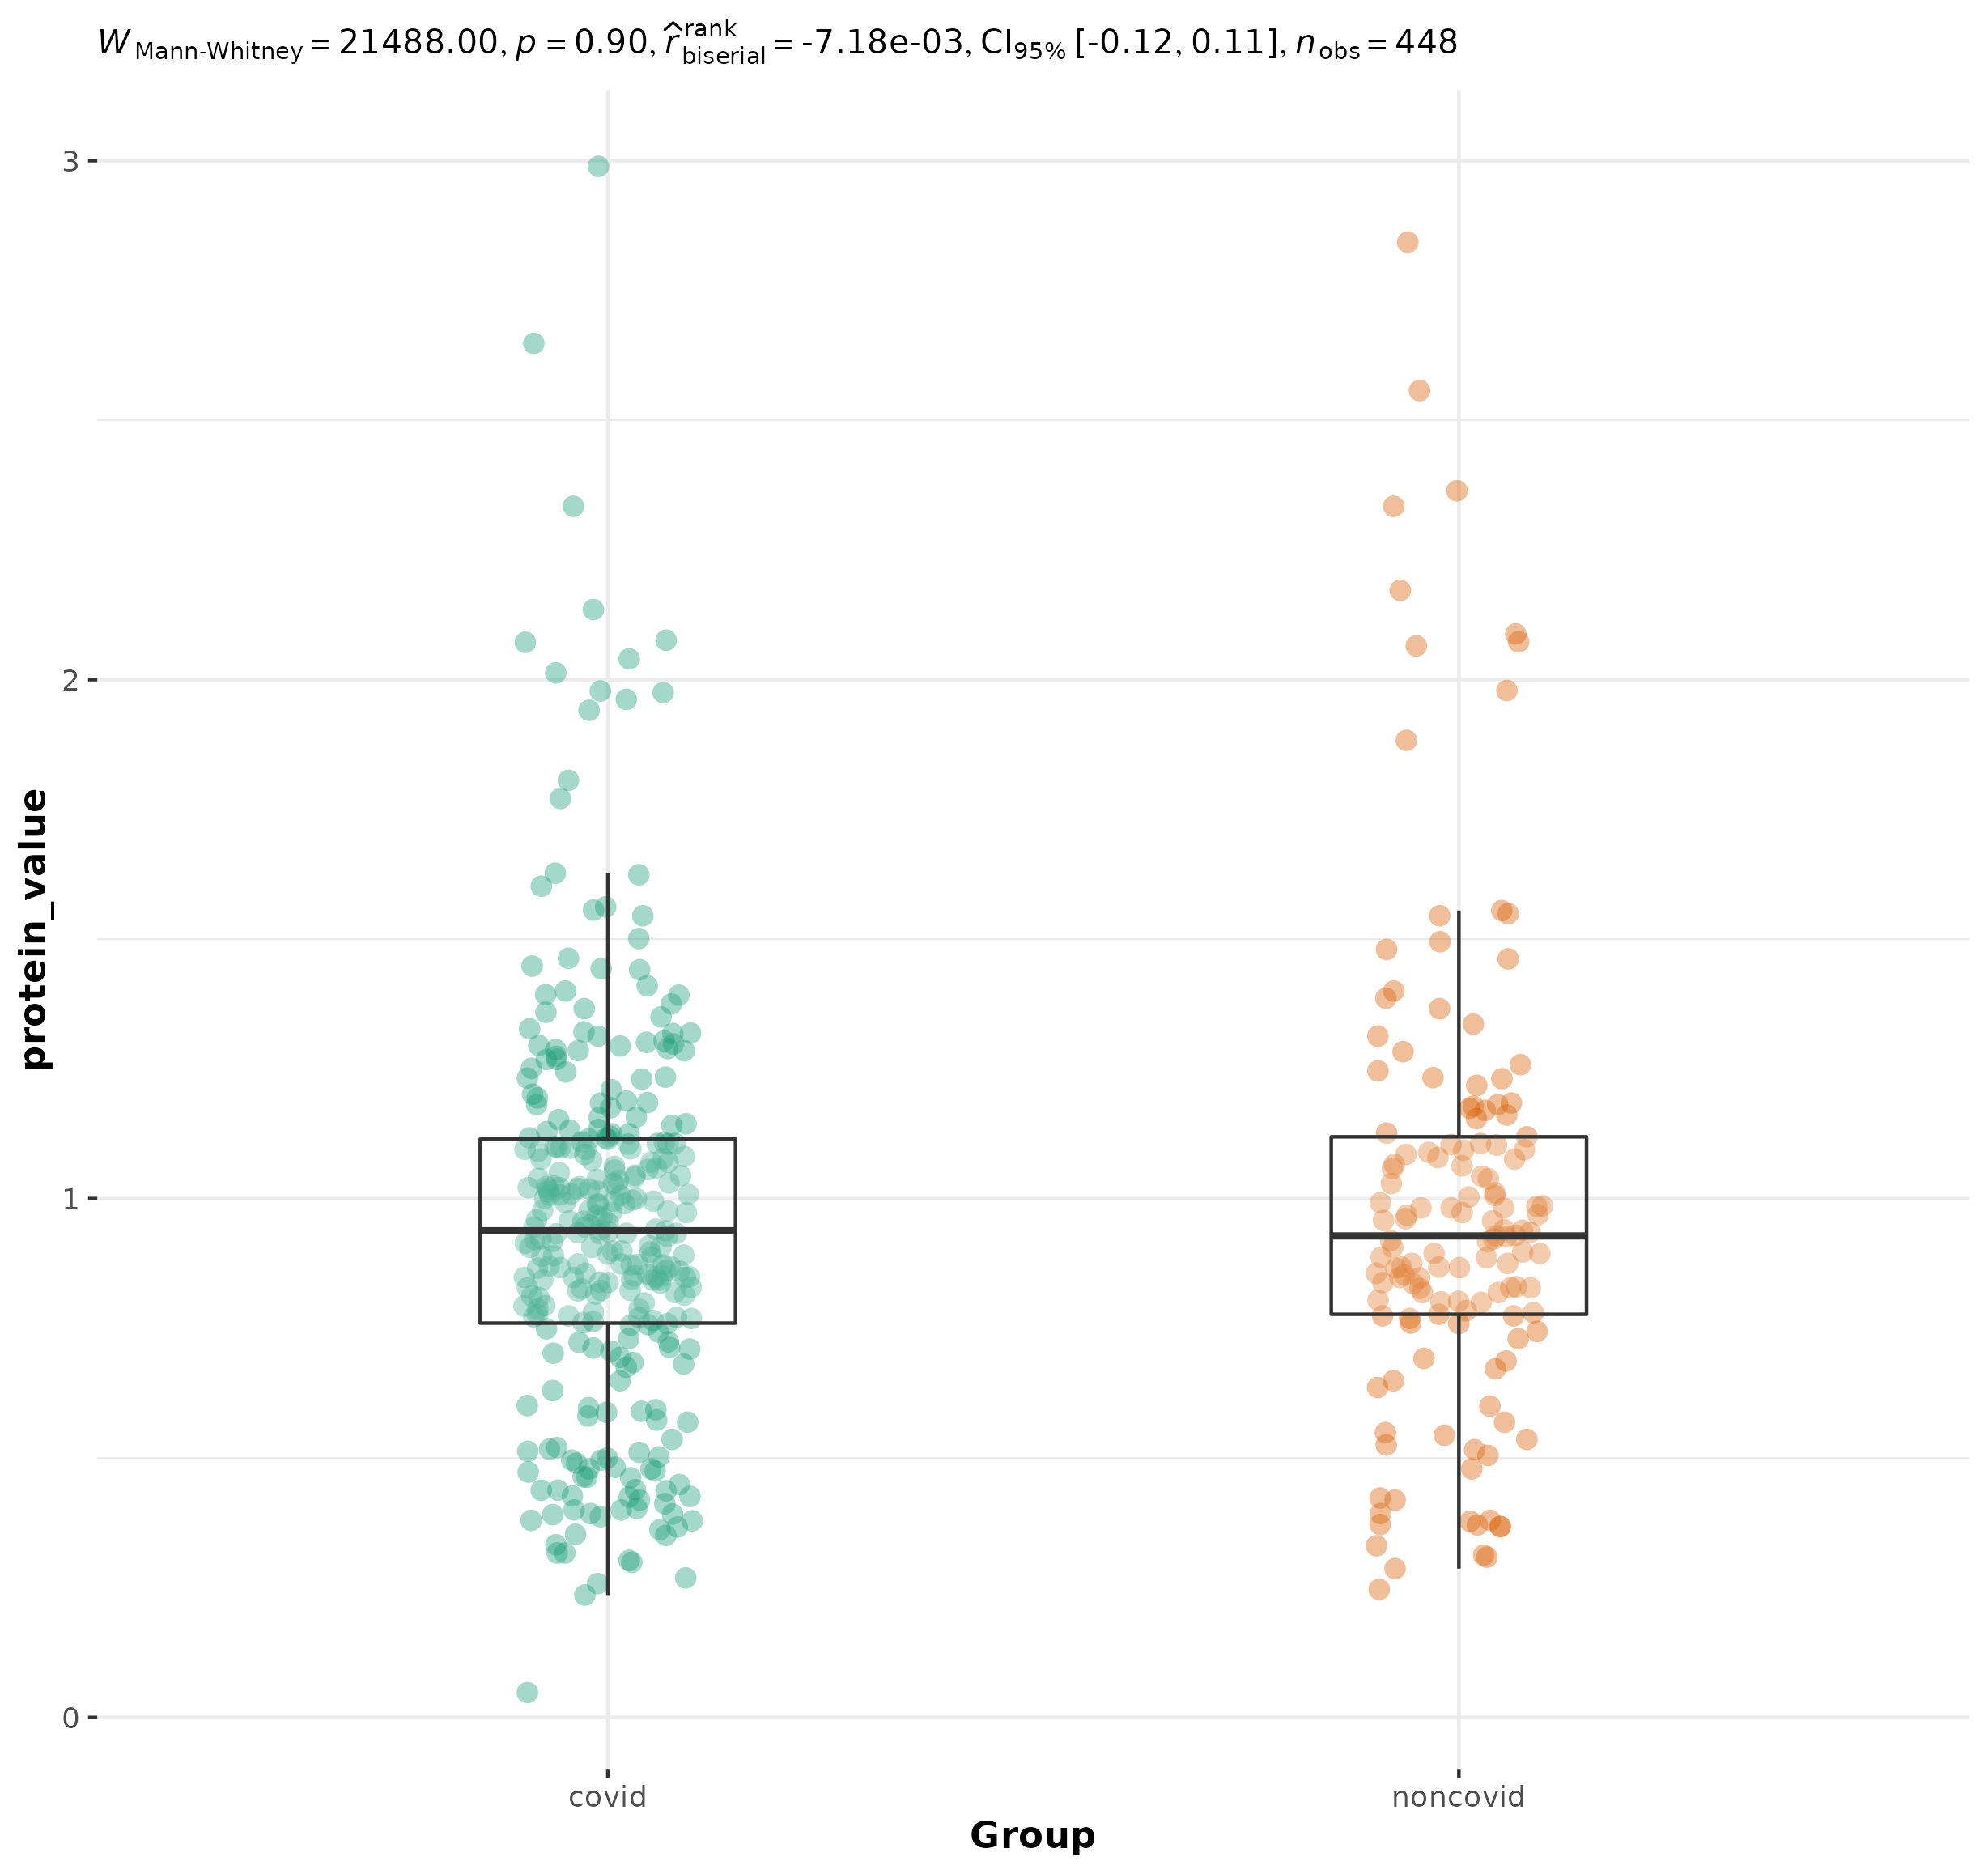 W Mann-Whitney = 21488.00, p = 0.90, r̂ rank biserial = -7.18e-03, CI95% [-0.12, 0.11], nobs = 448
3
2
1
0
protein_value
covid noncovid
Group